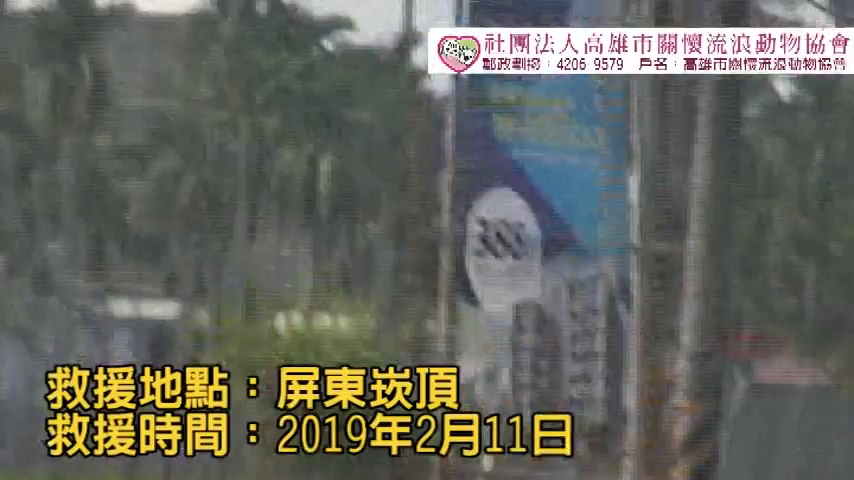 社團法人高雄市關懷流浪動物協會
郵政劃撥：4206-9579 戶名：高雄市關懷流浪動物協會
救援地點：屏東崁頂
救援時間：2019年2月11日